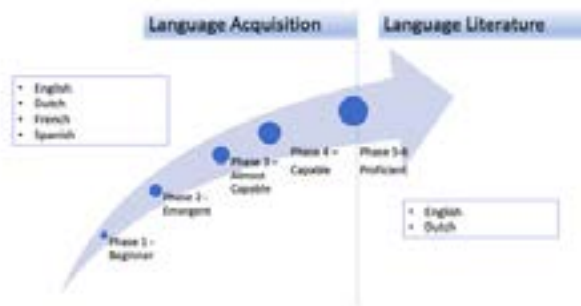 Language Acquisition
Language Literature
• English
• Dutch
• French
• Spanish
Phase 1 –
Beginner
Phase 2 -
Emergent
Phase 3 –
Almost
Capable
Phase 4 –
Capable
Phase 5-6
Proficient
• English
• Dutch